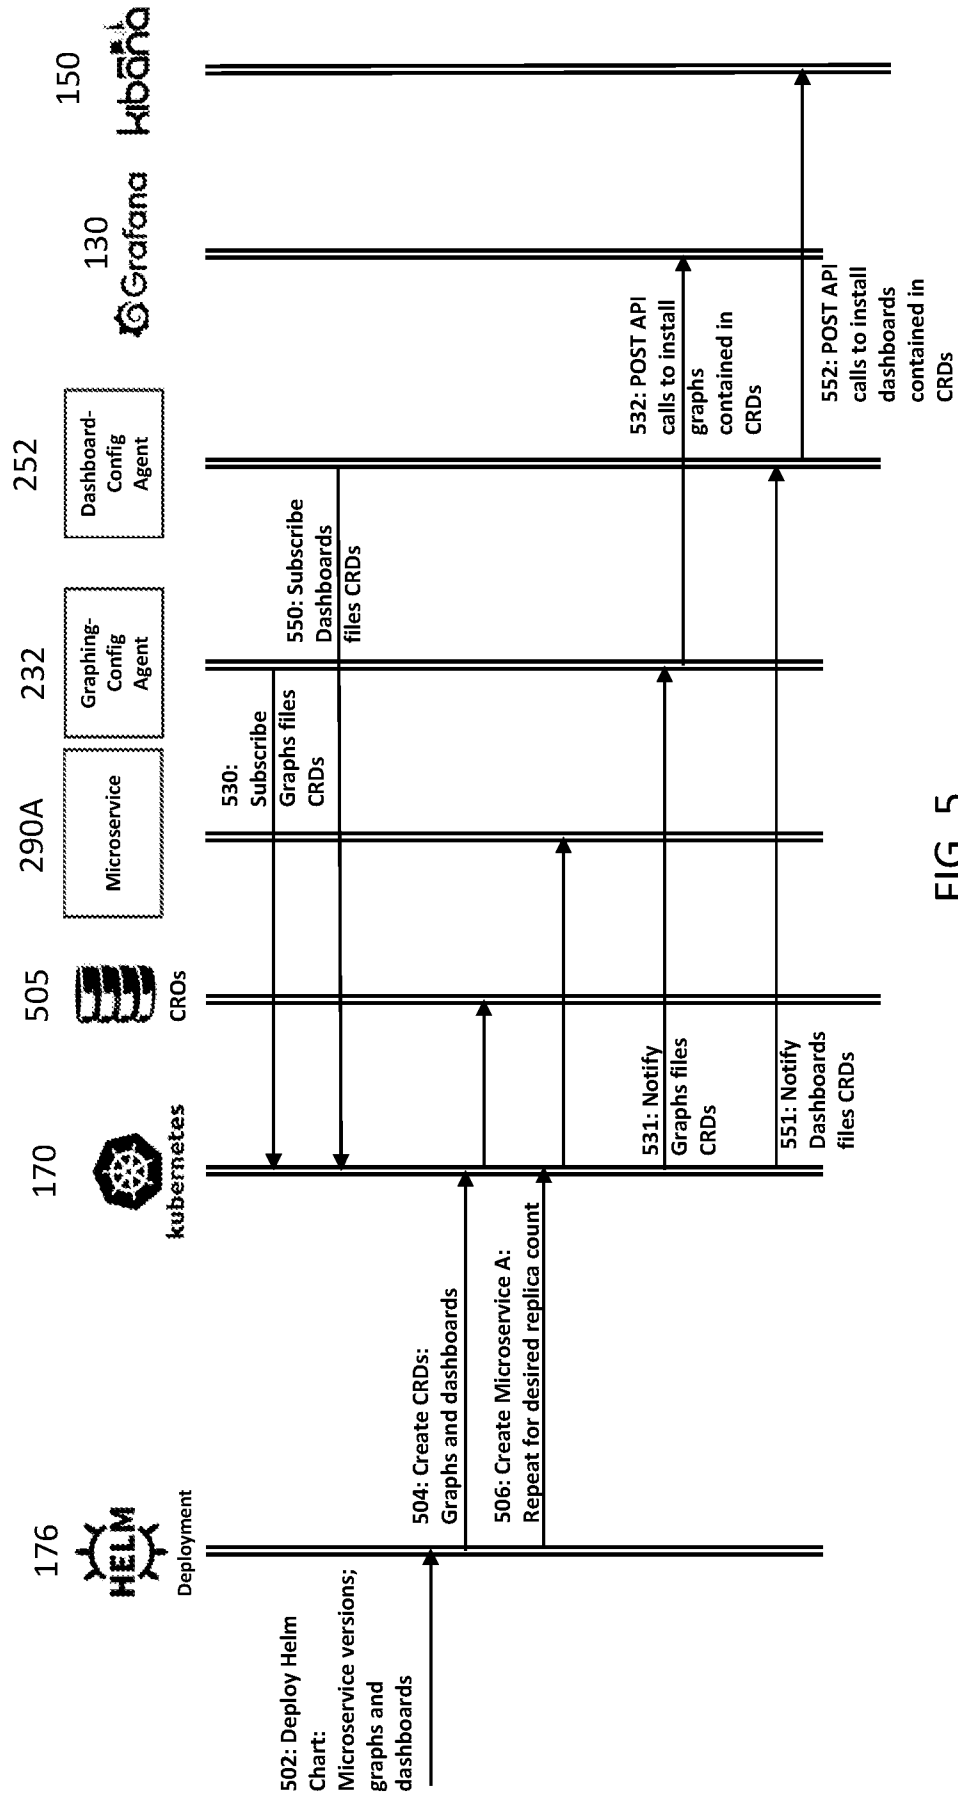 176
HELM
Deployment
170
kubernetes
505
CROs
290A
Microservice
232
Graphing-
Config
Agent
252
Dashboard-
Config
Agent
130
Grafana
150
kibana
530:
Subscribe
Graphs files
CRDs
550: Subscribe
Dashboards
files CRDs
502: Deploy Helm
Chart:
Microservice versions;
graphs and
dashboards
504: Create CRDs:
Graphs and dashboards
506: Create Microservice A:
Repeat for desired replica count
531: Notify
Graphs files
CRDs
532: POST API
calls to install
graphs
contained in
CRDs
551: Notify
Dashboards
files CRDs
552: POST API
calls to install
dashboards
contained in
CRDs
FIG. 5